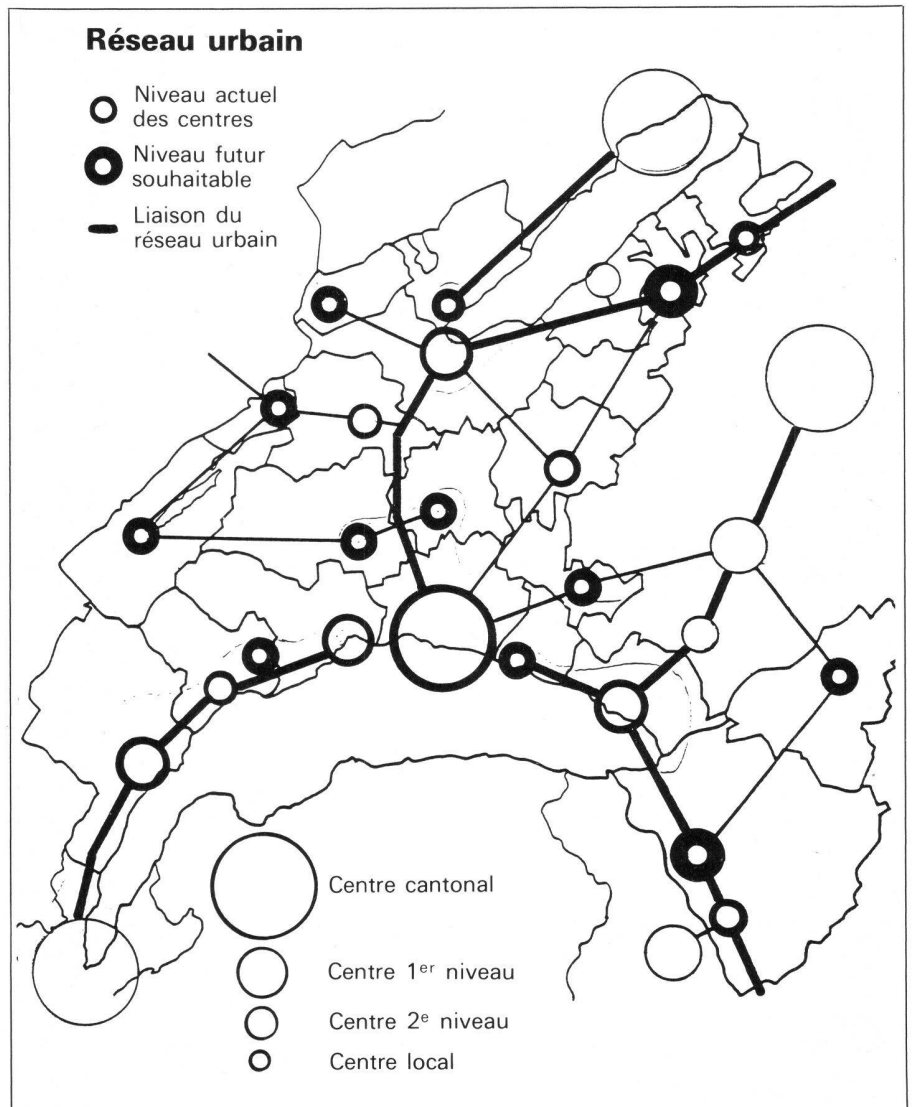 Réseau urbain
Niveau actuel
des centres
Niveau futur
souhaitable
Liaison du
réseau urbain
Centre cantonal
Centre 1er niveau
Centre 2e niveau
Centre local